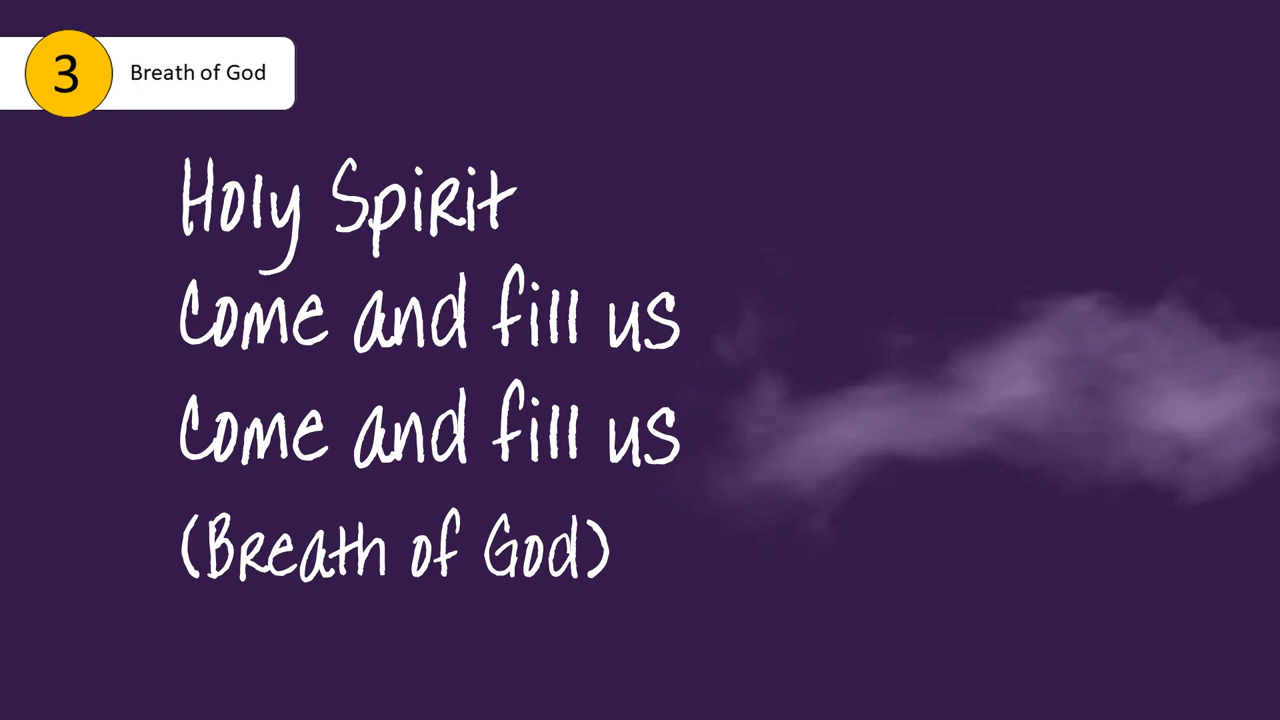 3
Breath of God
Holy Spirit
Come and fill us
Come and fill us
(Breath of God)